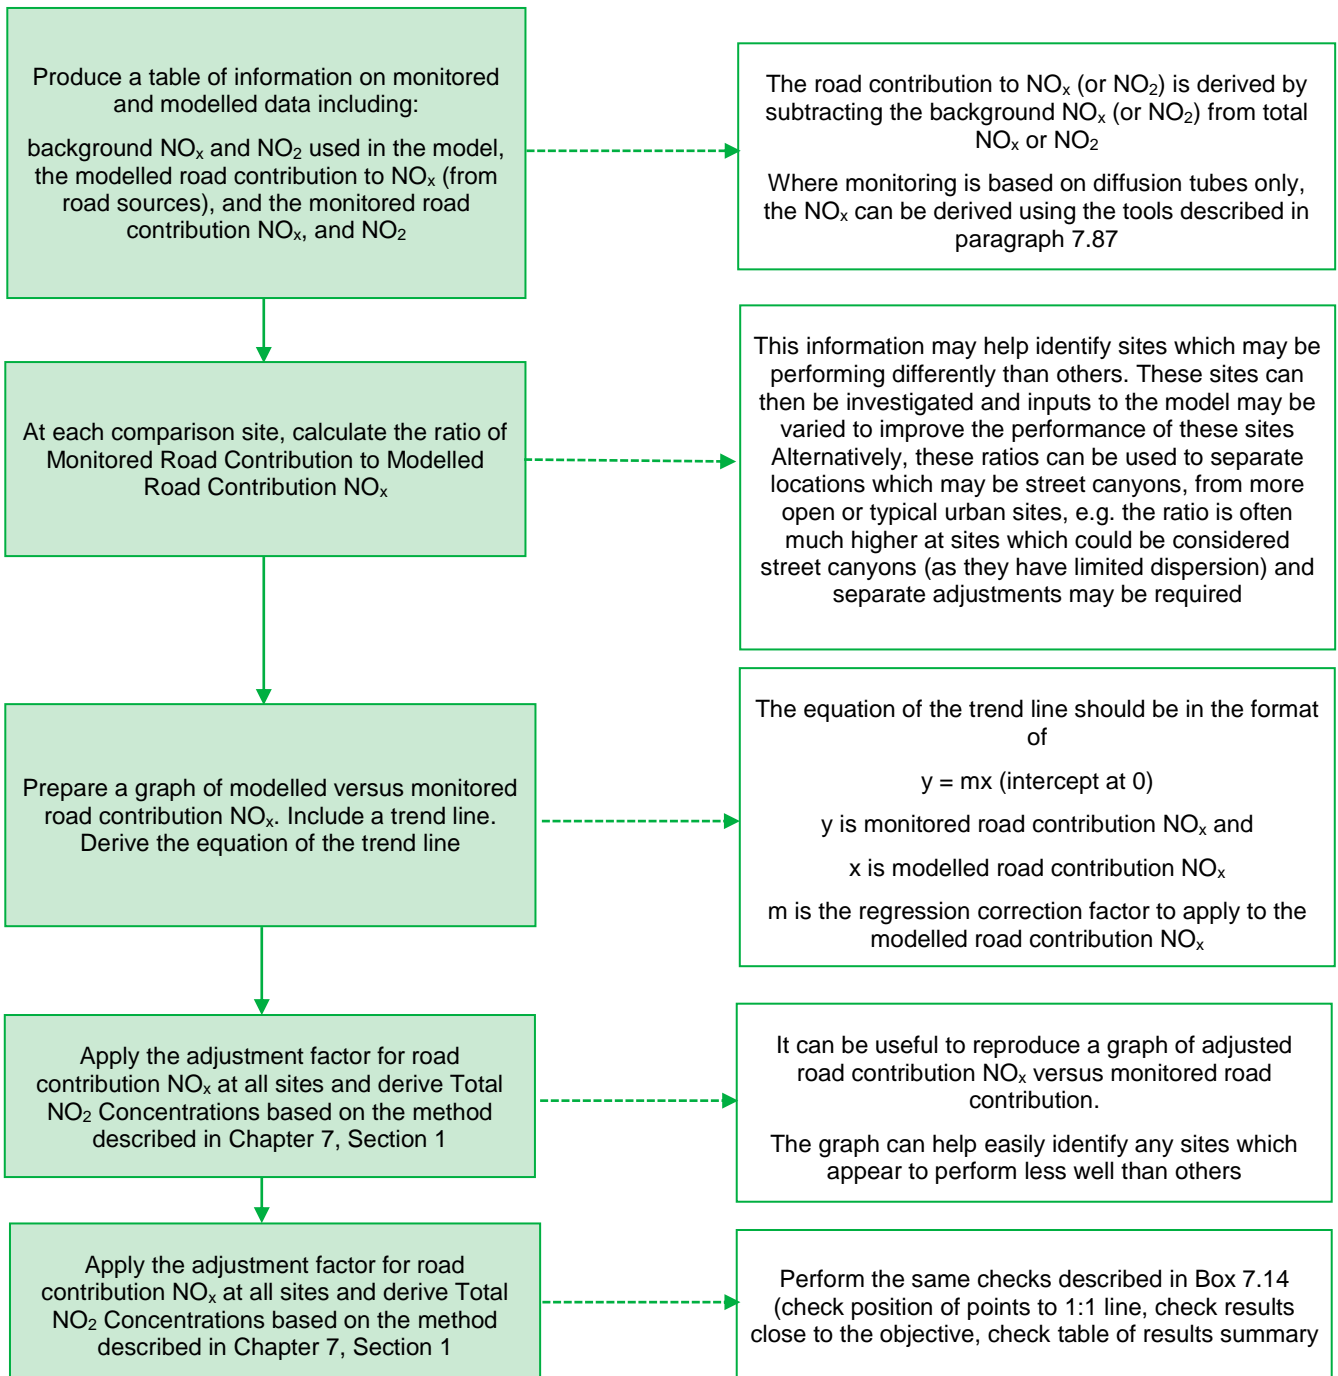 Produce a table of information on monitored
and modelled data including:
background NOₓ and NO₂ used in the model,
the modelled road contribution to NOₓ (from
road sources), and the monitored road
contribution NOₓ, and NO₂
The road contribution to NOₓ (or NO₂) is derived by
subtracting the background NOₓ (or NO₂) from total
NOₓ or NO₂
Where monitoring is based on diffusion tubes only,
the NOₓ can be derived using the tools described in
paragraph 7.87
At each comparison site, calculate the ratio of
Monitored Road Contribution to Modelled
Road Contribution NOₓ
This information may help identify sites which may be
performing differently than others. These sites can
then be investigated and inputs to the model may be
varied to improve the performance of these sites
Alternatively, these ratios can be used to separate
locations which may be street canyons, from more
open or typical urban sites, e.g. the ratio is often
much higher at sites which could be considered
street canyons (as they have limited dispersion) and
separate adjustments may be required
Prepare a graph of modelled versus monitored
road contribution NOₓ. Include a trend line.
Derive the equation of the trend line
The equation of the trend line should be in the format
of
y = mx (intercept at 0)
y is monitored road contribution NOₓ and
x is modelled road contribution NOₓ
m is the regression correction factor to apply to the
modelled road contribution NOₓ
Apply the adjustment factor for road
contribution NOₓ at all sites and derive Total
NO₂ Concentrations based on the method
described in Chapter 7, Section 1
It can be useful to reproduce a graph of adjusted
road contribution NOₓ versus monitored road
contribution.
The graph can help easily identify any sites which
appear to perform less well than others
Apply the adjustment factor for road
contribution NOₓ at all sites and derive Total
NO₂ Concentrations based on the method
described in Chapter 7, Section 1
Perform the same checks described in Box 7.14
(check position of points to 1:1 line, check results
close to the objective, check table of results summary